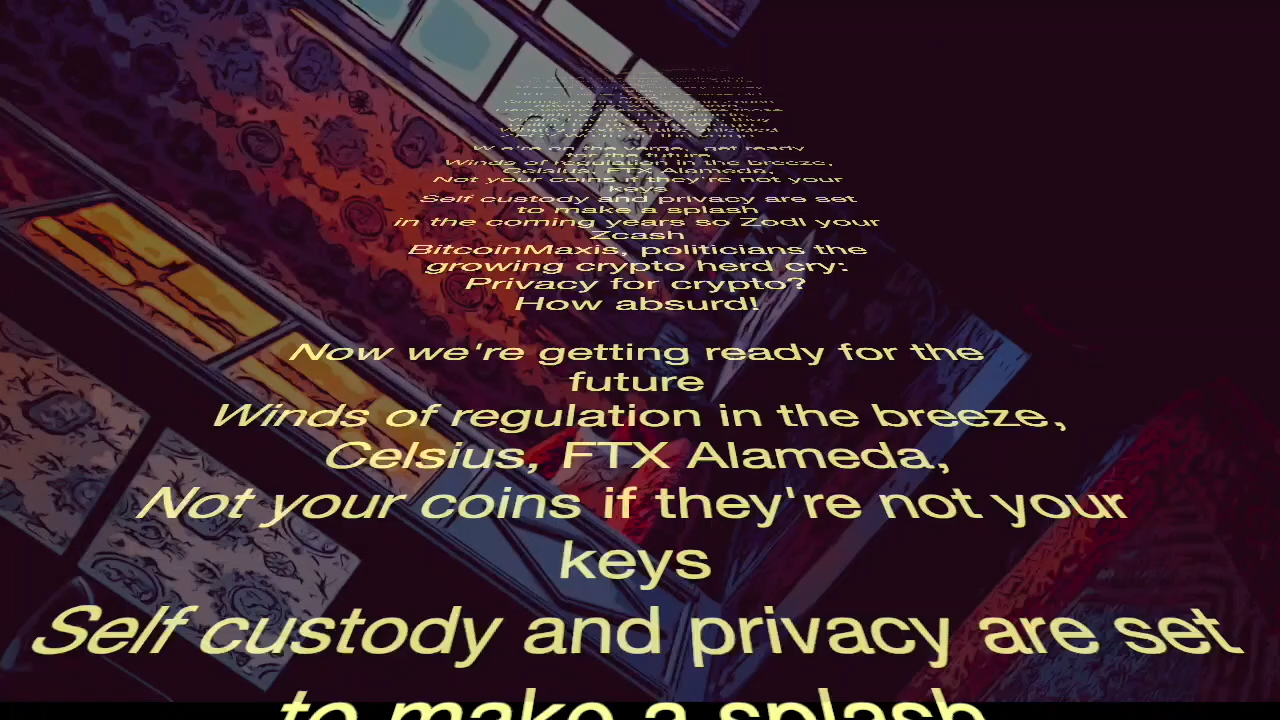 We're on the verge, get ready
for the future
Winds of regulation in the breeze,
Celsius, FTX Alameda,
Not your coins if they're not your
keys
Self custody and privacy are set
to make a splash
in the coming years so Zodl your
Zcash
BitcoinMaxis, politicians the
growing crypto herd cry:
Privacy for crypto?
How absurd!
Now we're getting ready for the
future
Winds of regulation in the breeze,
Celsius, FTX Alameda,
Not your coins if they're not your
keys
Self custody and privacy are set
to make a splash